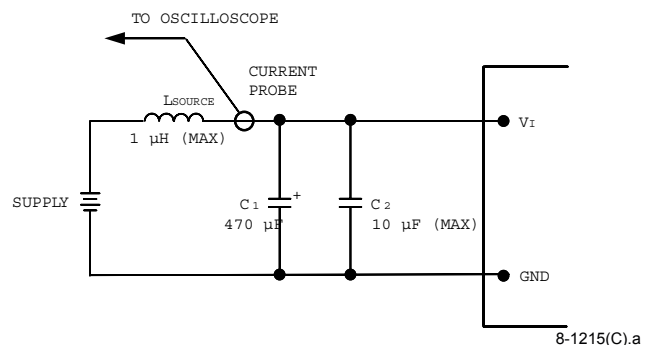 TO OSCILLOSCOPE
CURRENT
PROBE
LSOURCE
1 µH (MAX)
VI
SUPPLY
C1
+
470 µF
C2
10 µF (MAX)
GND
8-1215(C).a